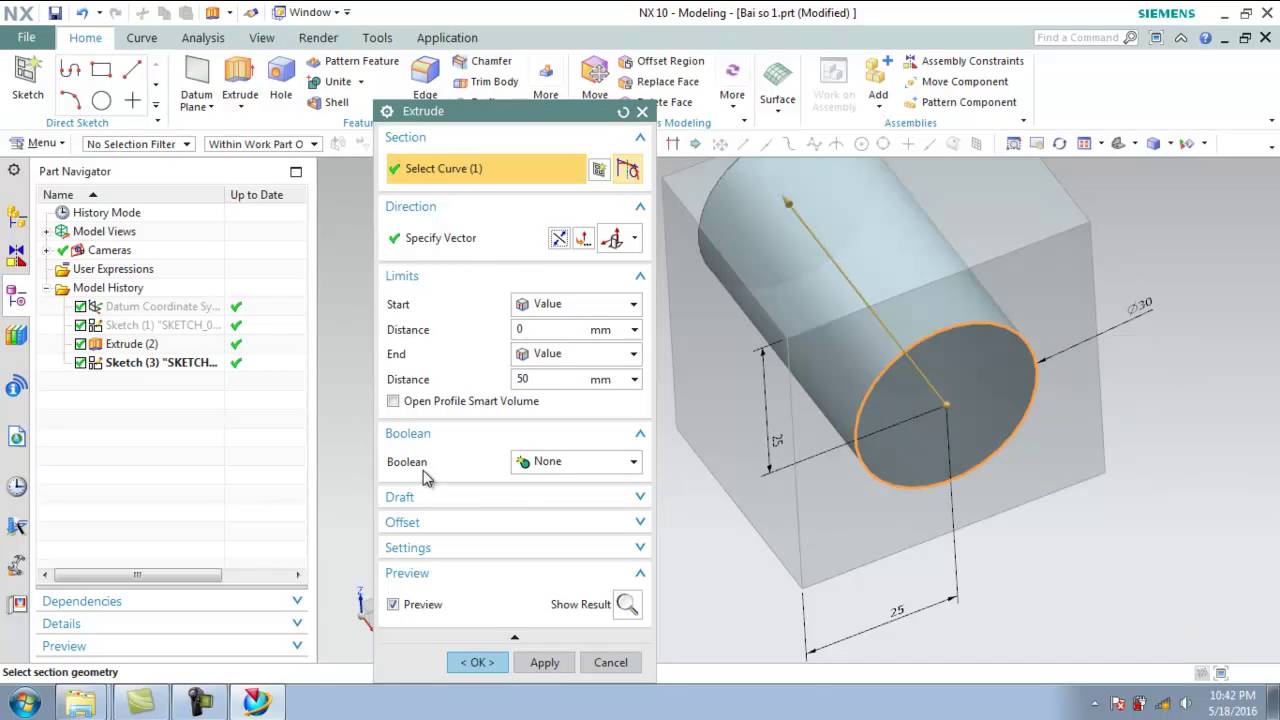 NX 10 - Modeling - [Bai so 1.prt (Modified) ]
SIEMENS
Window
File
Home
Curve
Analysis
View
Render
Tools
Application
Find a Command
Sketch
Direct Sketch
Datum
Plane
Extrude
Hole
Pattern Feature
Unite
Shell
Edge
Chamfer
Trim Body
More
Move
Offset Region
Replace Face
Delete Face
More
Surface
Work on
Assembly
Add
Assembly Constraints
Move Component
Pattern Component
Assemblies
Menu
No Selection Filter
Within Work Part O
Part Navigator
Name
Up to Date
History Mode
Model Views
Cameras
User Expressions
Model History
Datum Coordinate Sy...
Sketch (1) "SKETCH_0...
Extrude (2)
Sketch (3) "SKETCH...
Dependencies
Details
Preview
Extrude
Section
Select Curve (1)
Direction
Specify Vector
Limits
Start
Value
Distance
0 mm
End
Value
Distance
50 mm
Open Profile Smart Volume
Boolean
Boolean
None
Draft
Offset
Settings
Preview
Preview
Show Result
< OK >
Apply
Cancel
Ø30
25
25
Z
Select section geometry
10:42 PM
5/18/2016